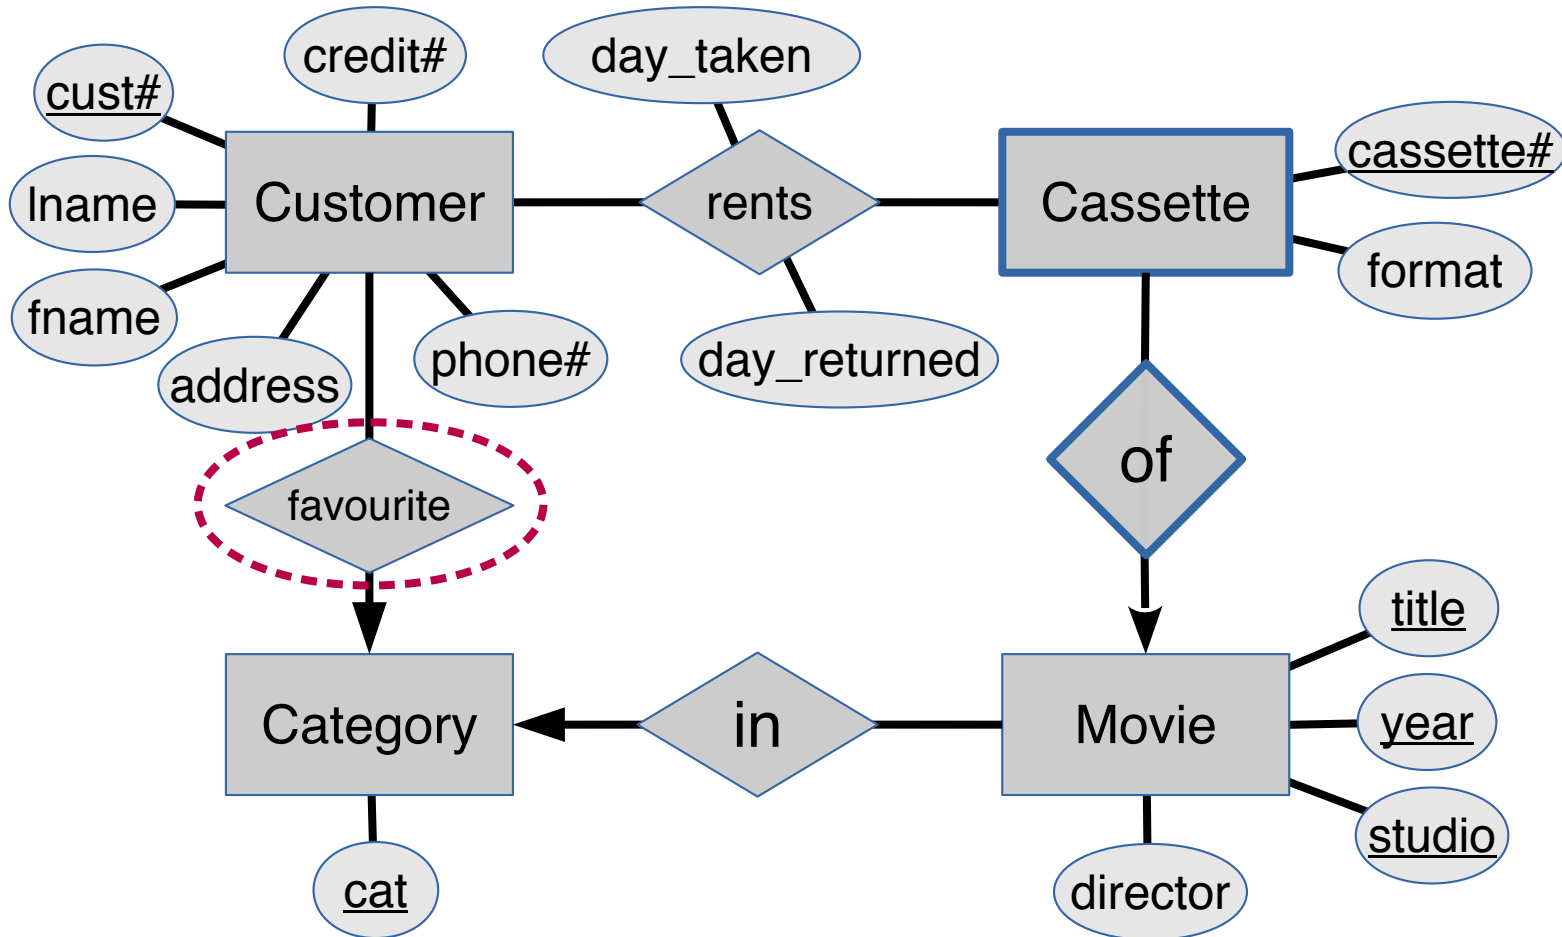 credit#
day_taken
cust#
cassette#
lname
Customer
rents
Cassette
format
fname
address
phone#
day_returned
of
favourite
title
Category
in
Movie
year
studio
cat
director